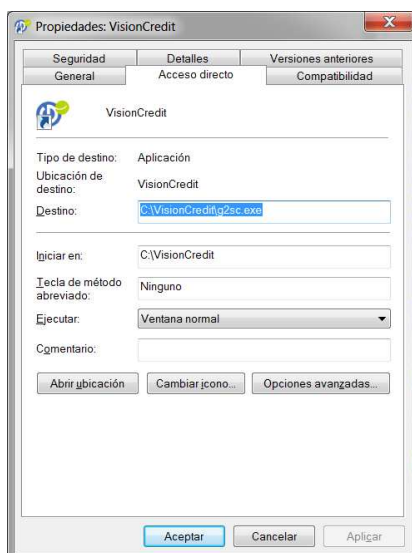 Propiedades: VisionCredit
Seguridad Detalles Versiones anteriores
General Acceso directo Compatibilidad
VisionCredit
Tipo de destino: Aplicación
Ubicación de destino: VisionCredit
Destino: C:\VisionCredit\g2sc.exe
Iniciar en: C:\VisionCredit
Tecla de método abreviado: Ninguno
Ejecutar: Ventana normal
Comentario:
Abrir ubicación Cambiar icono... Opciones avanzadas...
Aceptar Cancelar Aplicar